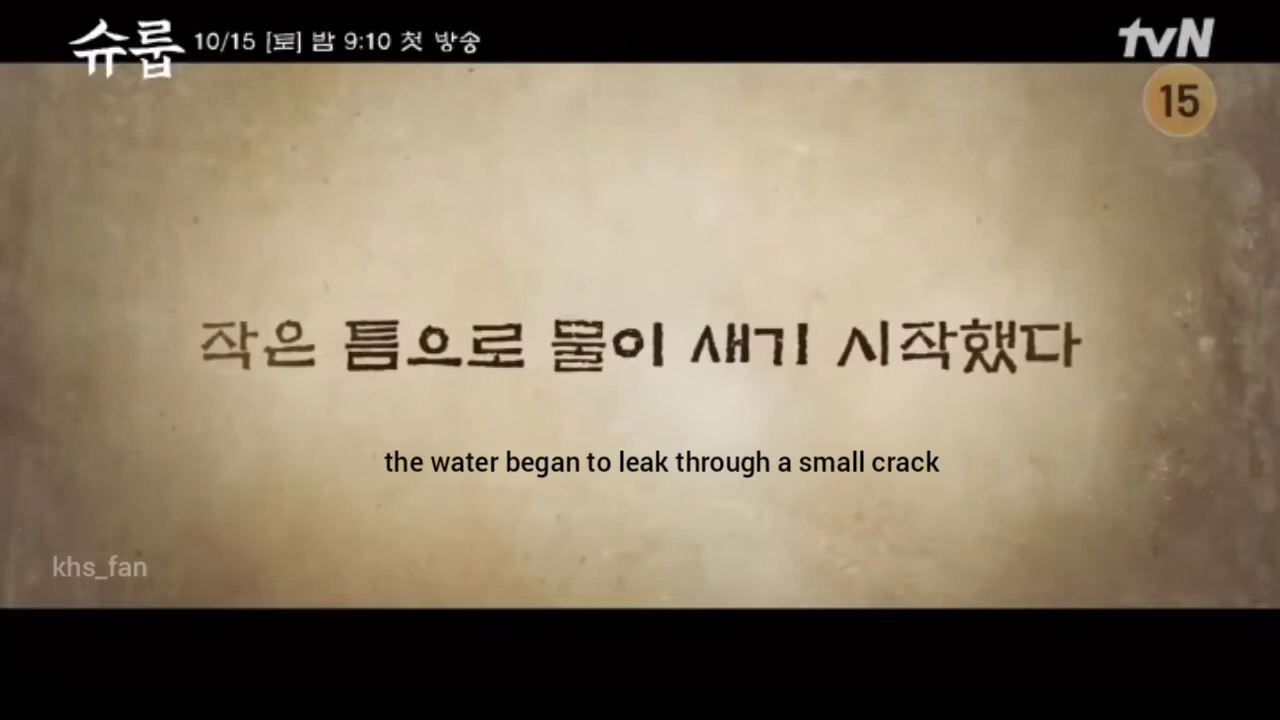 슈룹 10/15 [토] 밤 9:10 첫 방송
tvN
15
작은 틈으로 물이 새기 시작했다
the water began to leak through a small crack
khs_fan